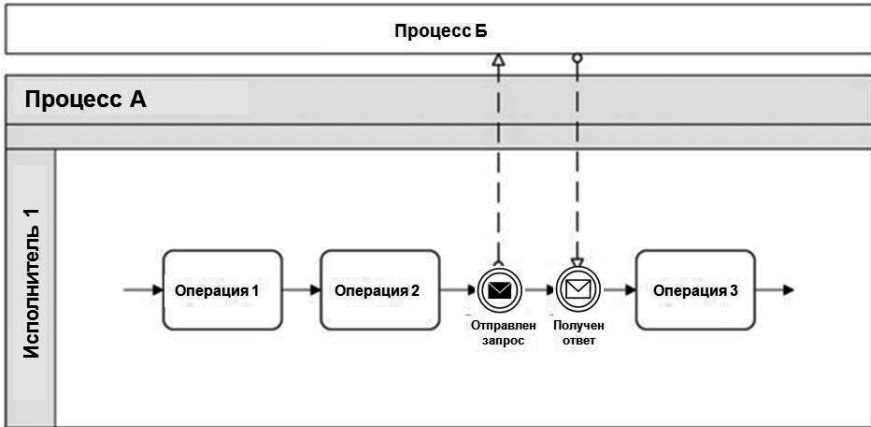 Процесс Б
Процесс А
Исполнитель 1
Операция 1
Операция 2
Отправлен
запрос
Получен
ответ
Операция 3